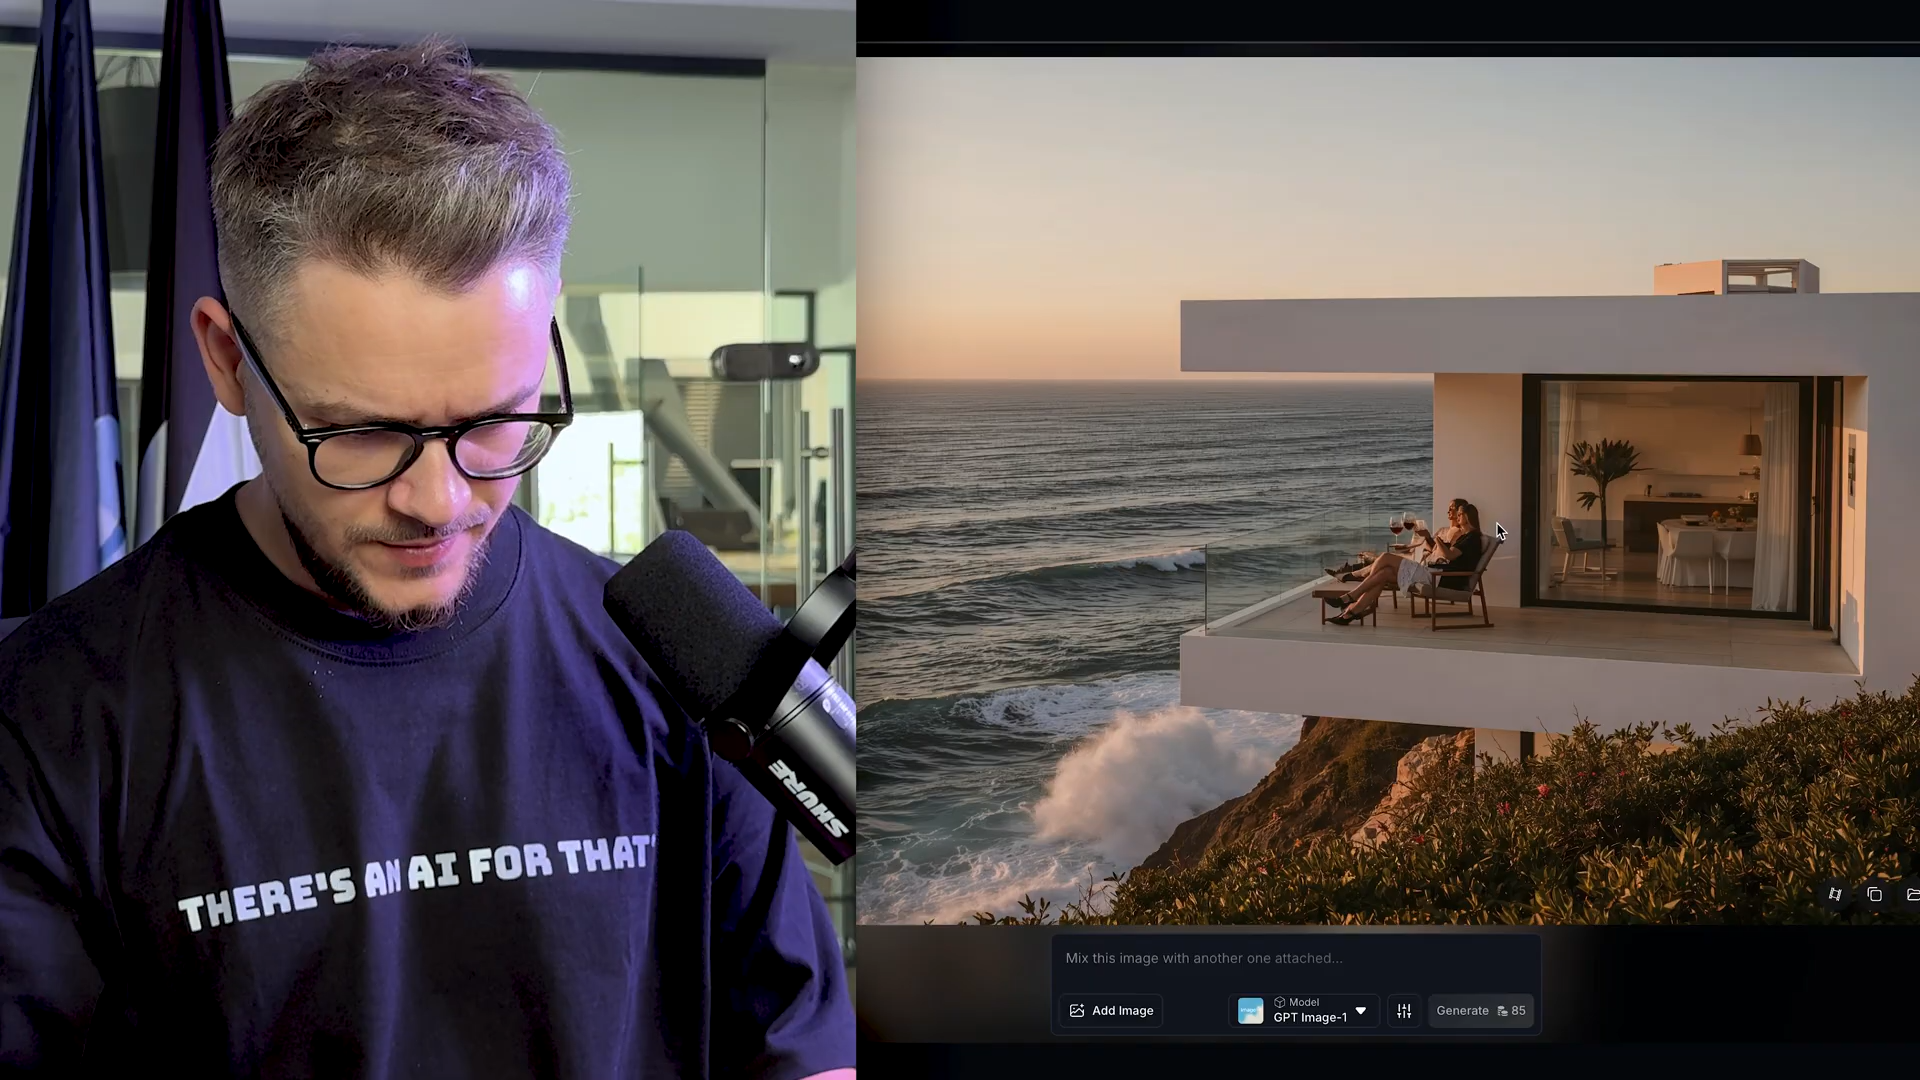 THERE'S AN AI FOR THAT
SHURE
Mix this image with another one attached...
Add Image
Model
GPT Image-1
Generate 85